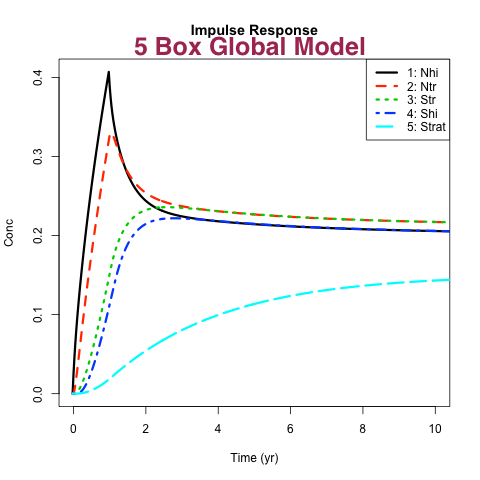 Impulse Response
5 Box Global Model
1: Nhi
2: Ntr
3: Str
4: Shi
5: Strat
Conc
0.4
0.3
0.2
0.1
0.0
0 2 4 6 8 10
Time (yr)